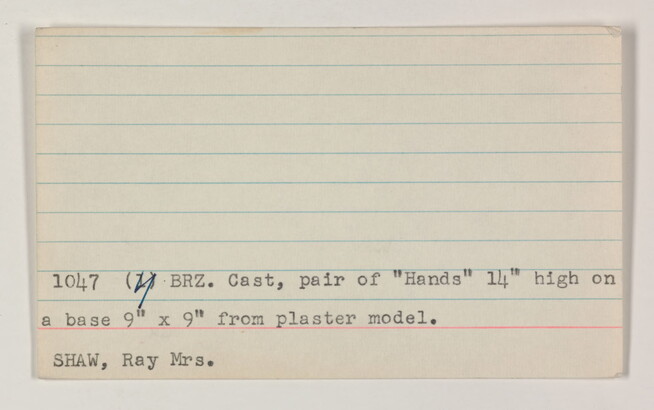 1047 (1) BRZ. Cast, pair of "Hands" 14" high on
a base 9" x 9" from plaster model.
SHAW, Ray Mrs.